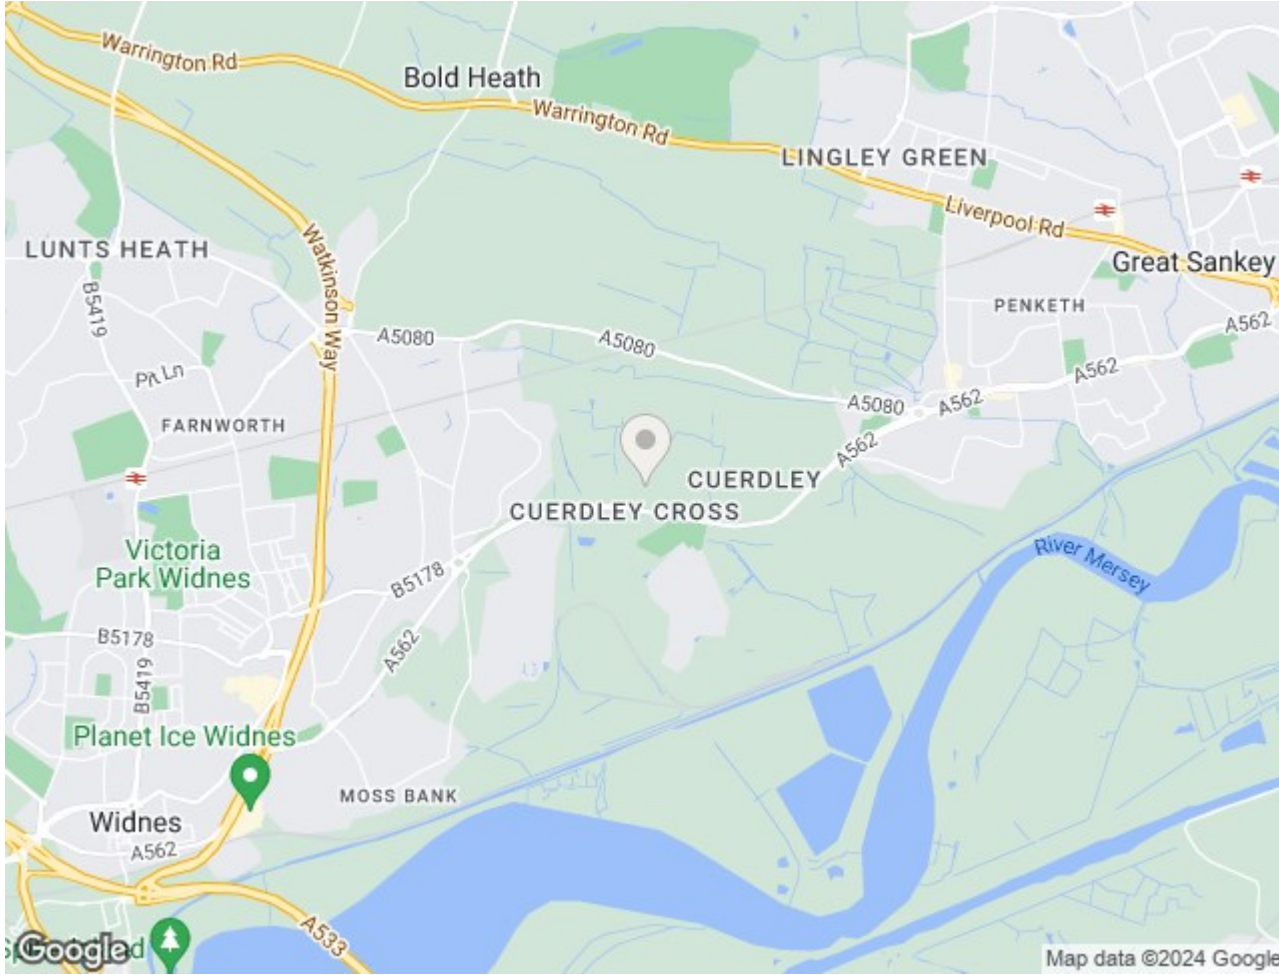 Warrington Rd
Bold Heath
Warrington Rd
LINGLEY GREEN
Liverpool Rd
LUNTS HEATH
Watkinson Way
Great Sankey
B5419
PENKETH
A562
A5080
A5080
A562
Pit Ln
A5080
A562
FARNWORTH
A562
CUERDLEY
CUERDLEY CROSS
River Mersey
Victoria
Park Widnes
B5178
B5178
A562
B5419
Planet Ice Widnes
MOSS BANK
Widnes
A562
A533
Google
Map data ©2024 Google